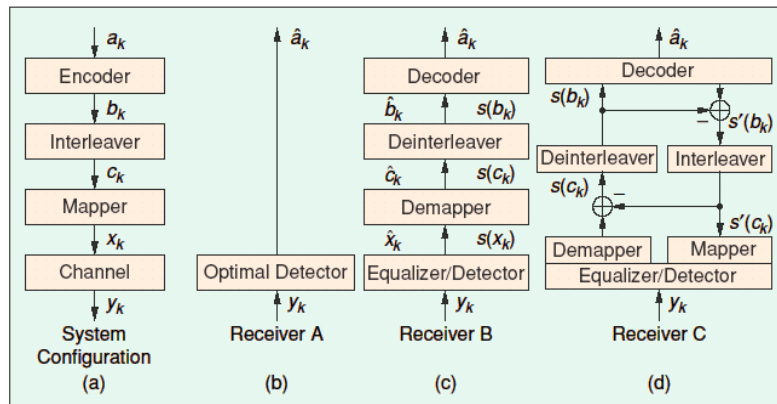 a_k
Encoder
b_k
Interleaver
c_k
Mapper
x_k
Channel
y_k
System
Configuration
(a)
â_k
Optimal Detector
y_k
Receiver A
(b)
â_k
Decoder
b̂_k s(b_k)
Deinterleaver
ĉ_k s(c_k)
Demapper
x̂_k s(x_k)
Equalizer/Detector
y_k
Receiver B
(c)
â_k
Decoder
s(b_k) − s′(b_k)
Deinterleaver Interleaver
s(c_k) − s′(c_k)
Demapper Mapper
Equalizer/Detector
y_k
Receiver C
(d)